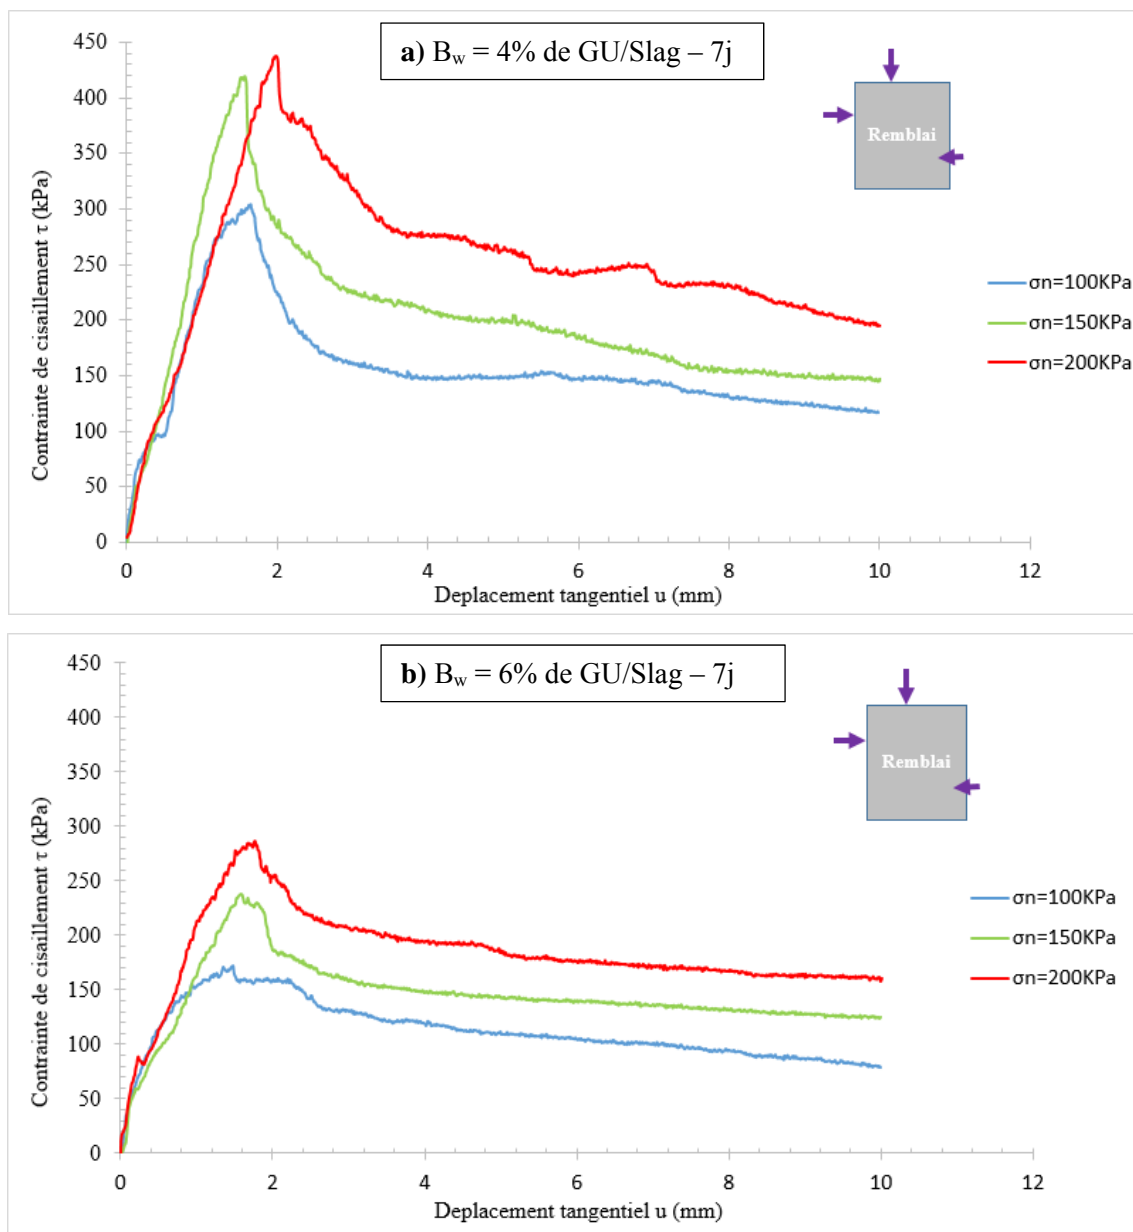 a) Bw = 4% de GU/Slag – 7j
Contrainte de cisaillement τ (kPa)
450
400
350
300
250
200
150
100
50
0
0 2 4 6 8 10 12
Deplacement tangentiel u (mm)
Remblai
σn=100KPa
σn=150KPa
σn=200KPa
b) Bw = 6% de GU/Slag – 7j
Contrainte de cisaillement τ (kPa)
450
400
350
300
250
200
150
100
50
0
0 2 4 6 8 10 12
Deplacement tangentiel u (mm)
Remblai
σn=100KPa
σn=150KPa
σn=200KPa